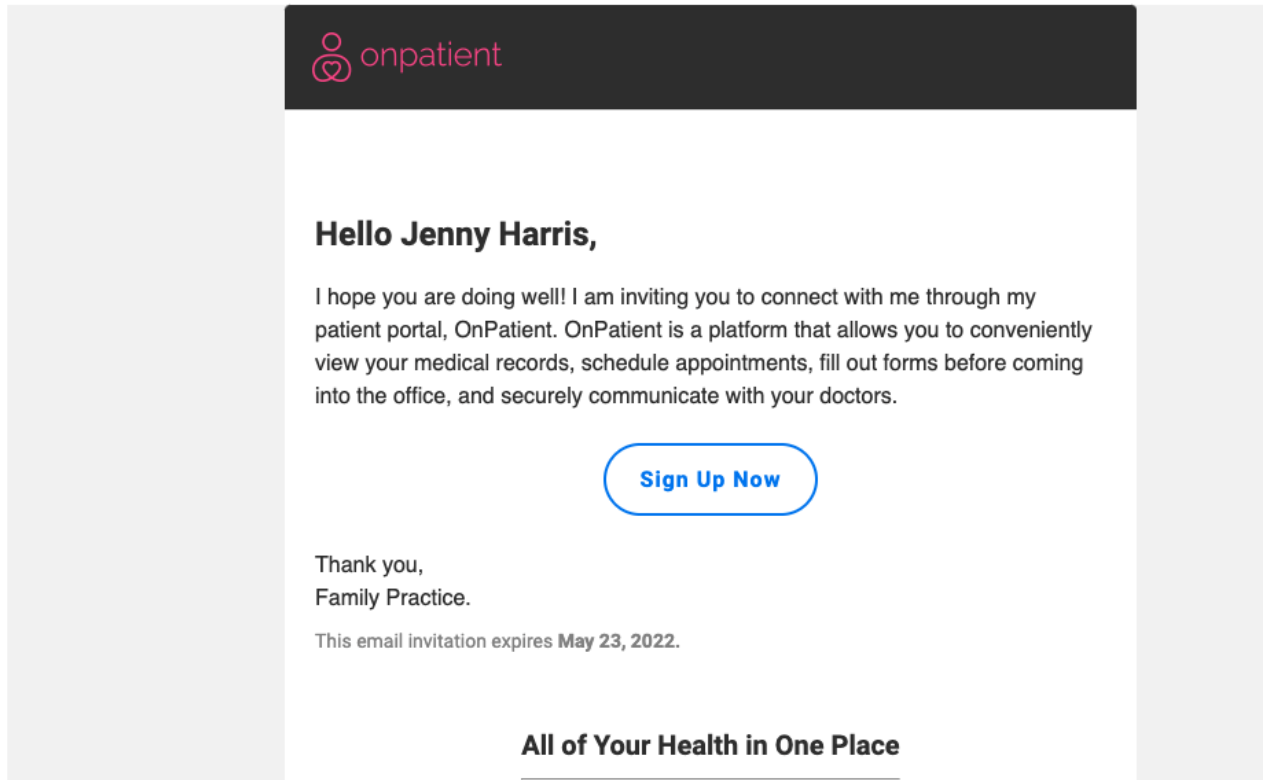 onpatient
Hello Jenny Harris,
I hope you are doing well! I am inviting you to connect with me through my
patient portal, OnPatient. OnPatient is a platform that allows you to conveniently
view your medical records, schedule appointments, fill out forms before coming
into the office, and securely communicate with your doctors.
Sign Up Now
Thank you,
Family Practice.
This email invitation expires May 23, 2022.
All of Your Health in One Place